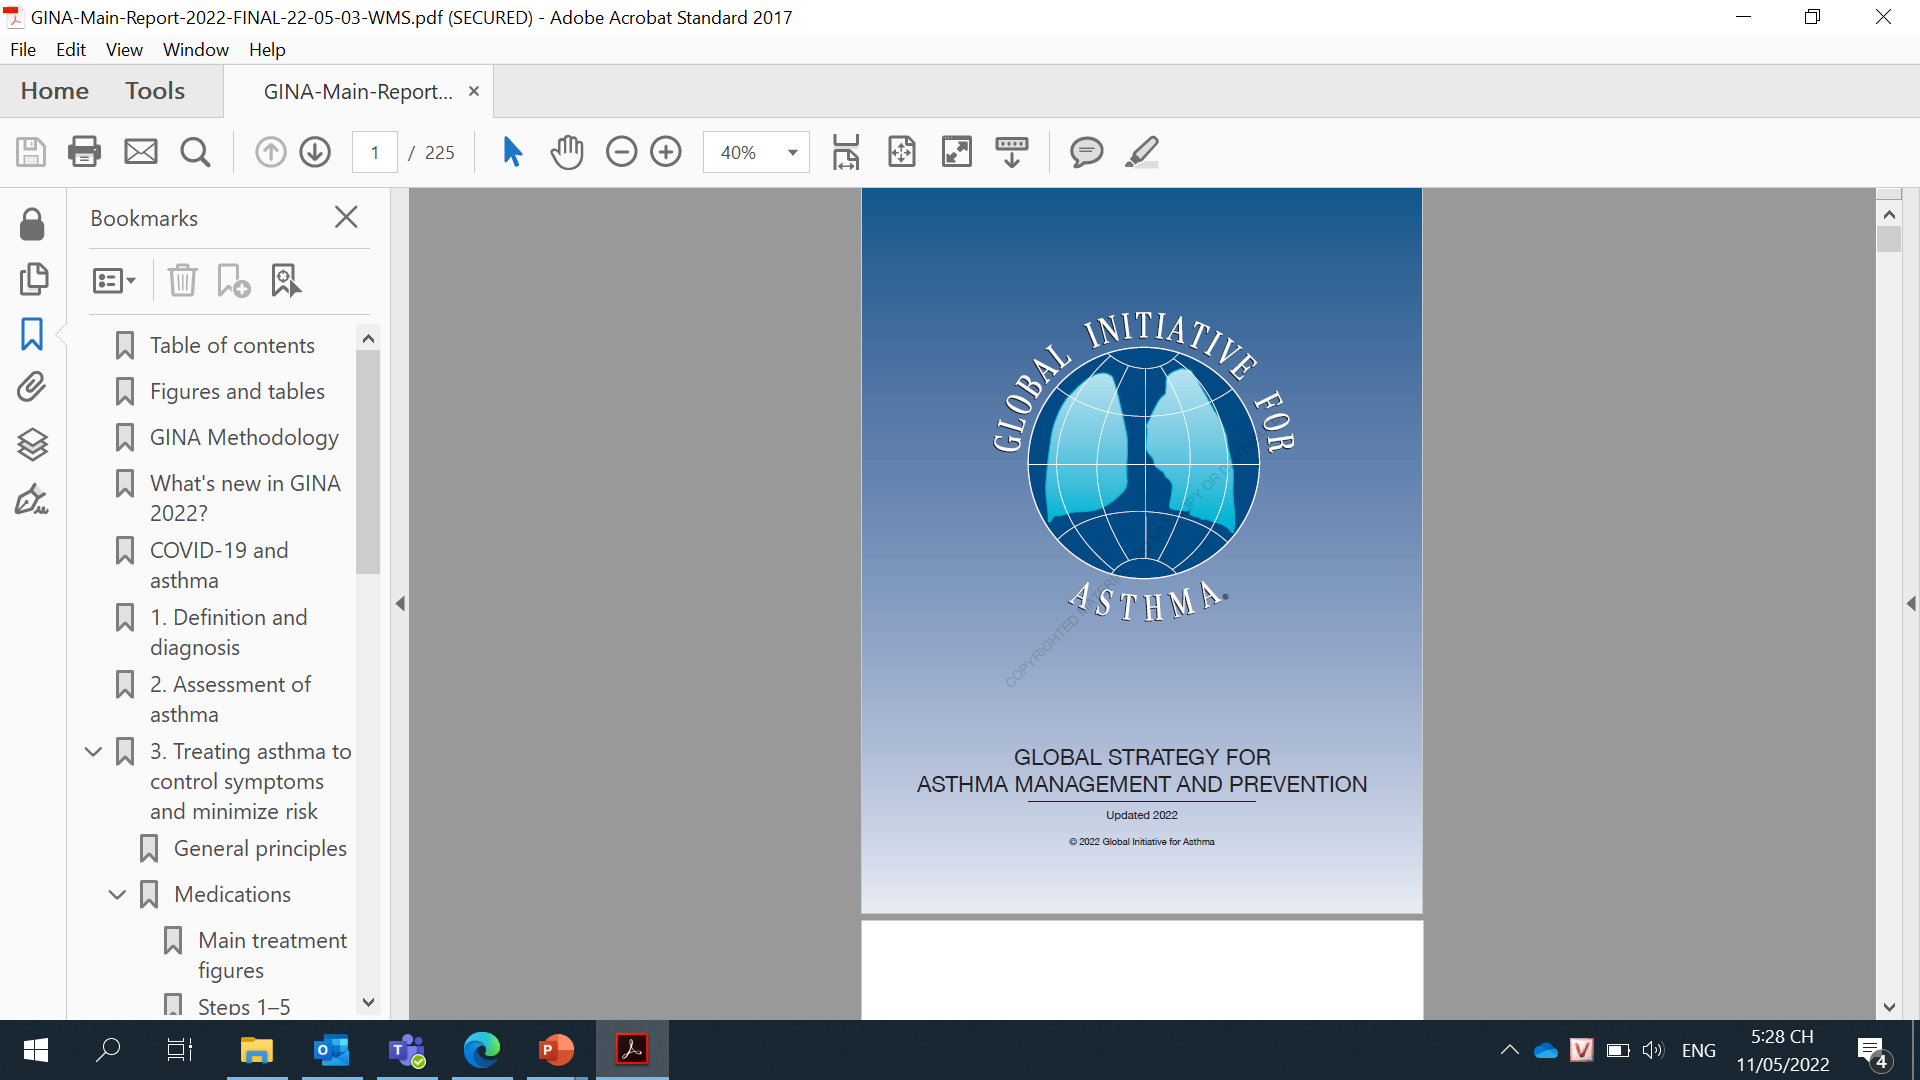 GINA-Main-Report-2022-FINAL-22-05-03-WMS.pdf (SECURED) - Adobe Acrobat Standard 2017
File Edit View Window Help
Home Tools GINA-Main-Report...
1 / 225 40%
Bookmarks
Table of contents
Figures and tables
GINA Methodology
What's new in GINA
2022?
COVID-19 and
asthma
1. Definition and
diagnosis
2. Assessment of
asthma
3. Treating asthma to
control symptoms
and minimize risk
General principles
Medications
Main treatment
figures
Steps 1–5
GLOBAL INITIATIVE FOR
ASTHMA®
COPYRIGHTED
COPY OR
GLOBAL STRATEGY FOR
ASTHMA MANAGEMENT AND PREVENTION
Updated 2022
© 2022 Global Initiative for Asthma
ENG
5:28 CH
11/05/2022
4